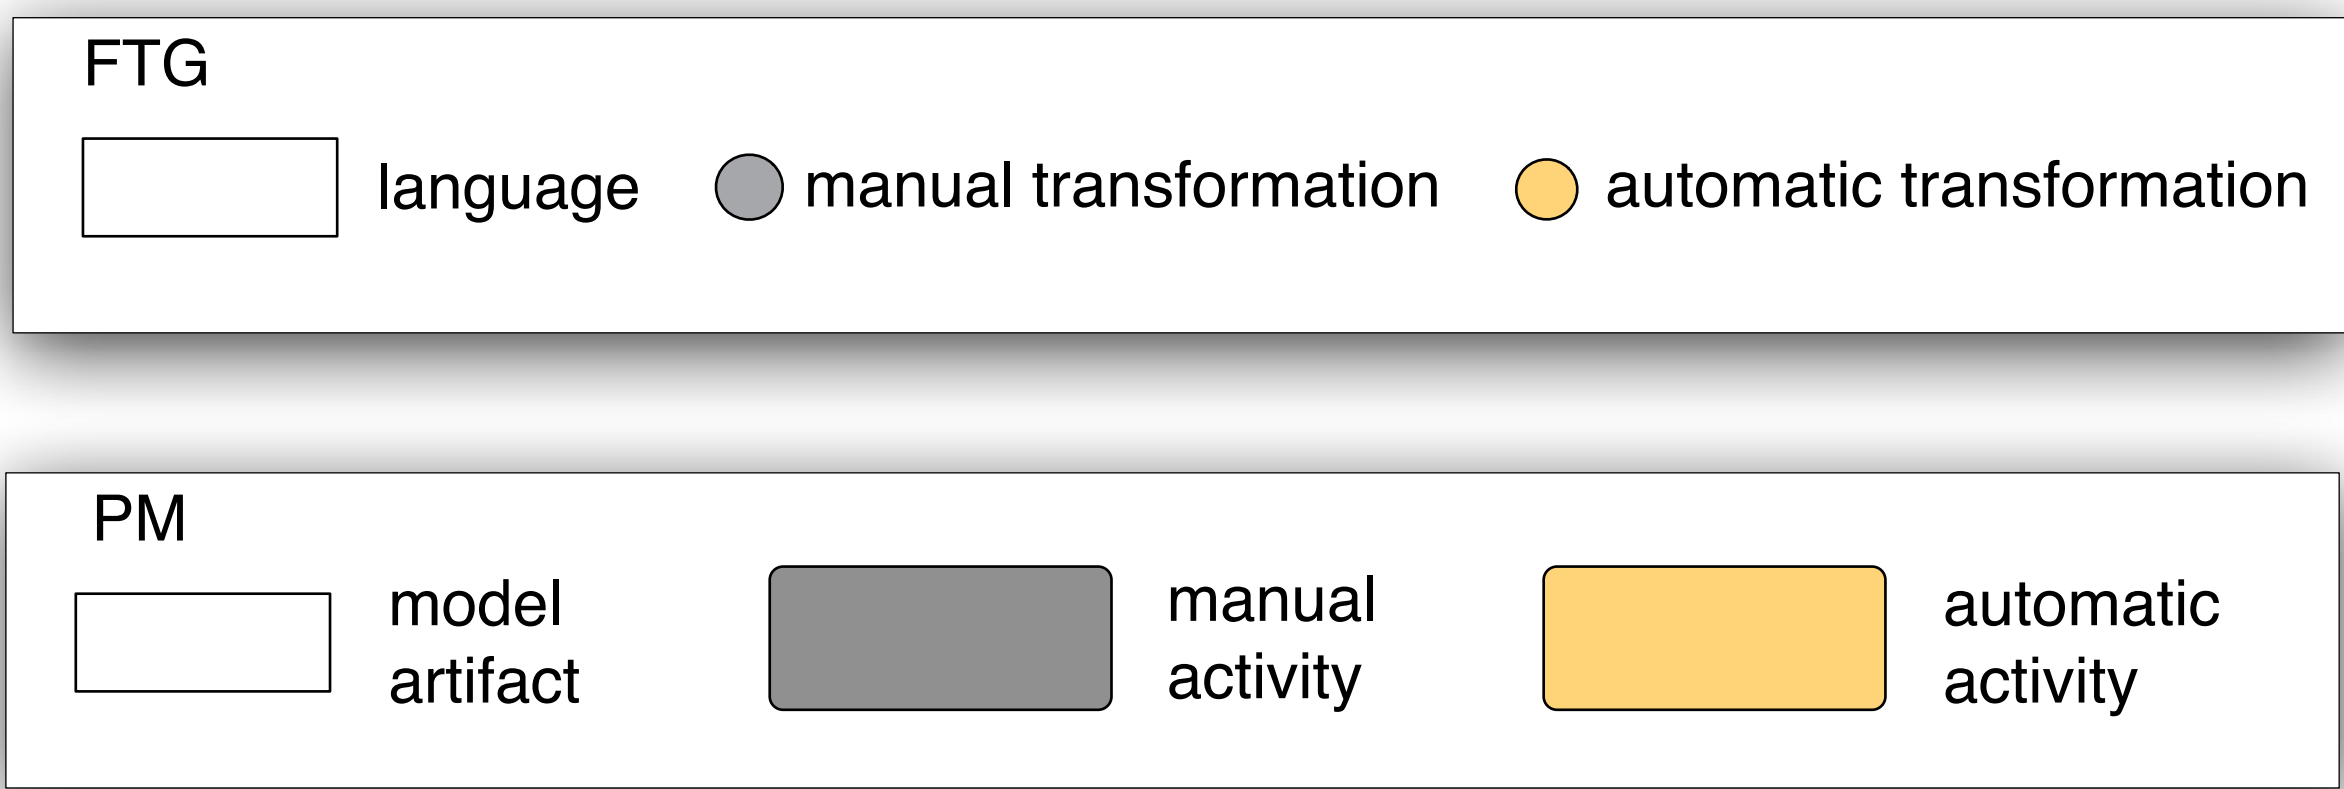 FTG
language manual transformation automatic transformation
PM
model artifact
manual activity
automatic activity